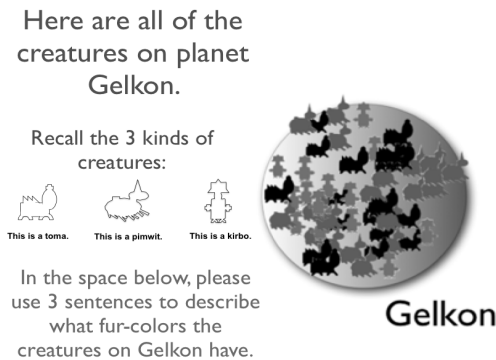 Here are all of the
creatures on planet
Gelkon.
Recall the 3 kinds of
creatures:
This is a toma.
This is a pimwit.
This is a kirbo.
In the space below, please
use 3 sentences to describe
what fur-colors the
creatures on Gelkon have.
Gelkon